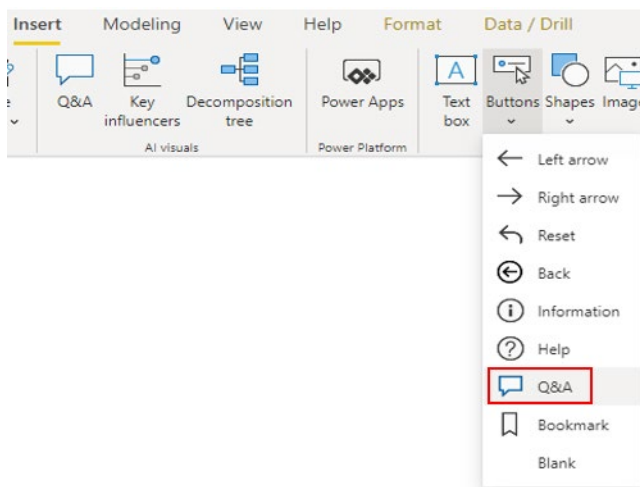 Insert Modeling View Help Format Data / Drill
Q&A Key influencers Decomposition tree Power Apps Text box Buttons Shapes Image
AI visuals Power Platform
Left arrow
Right arrow
Reset
Back
Information
Help
Q&A
Bookmark
Blank